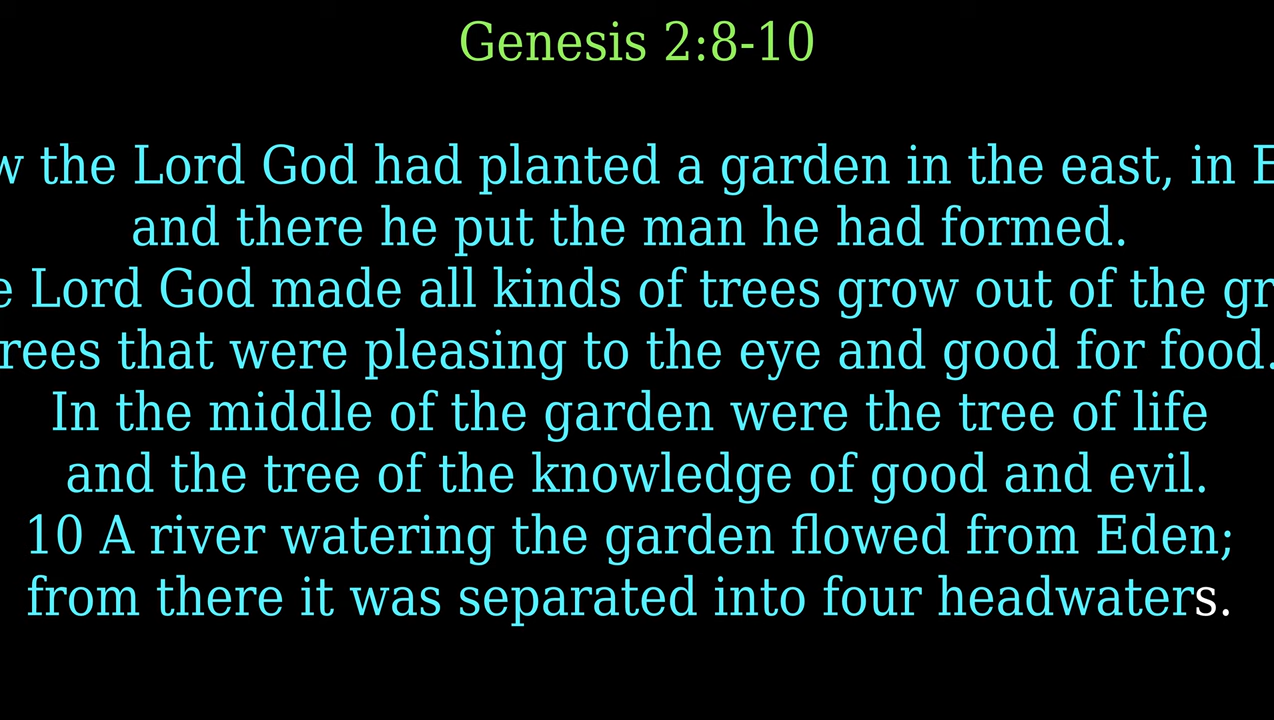 Genesis 2:8-10
w the Lord God had planted a garden in the east, in E
and there he put the man he had formed.
e Lord God made all kinds of trees grow out of the gr
rees that were pleasing to the eye and good for food.
In the middle of the garden were the tree of life
and the tree of the knowledge of good and evil.
10 A river watering the garden flowed from Eden;
from there it was separated into four headwaters.